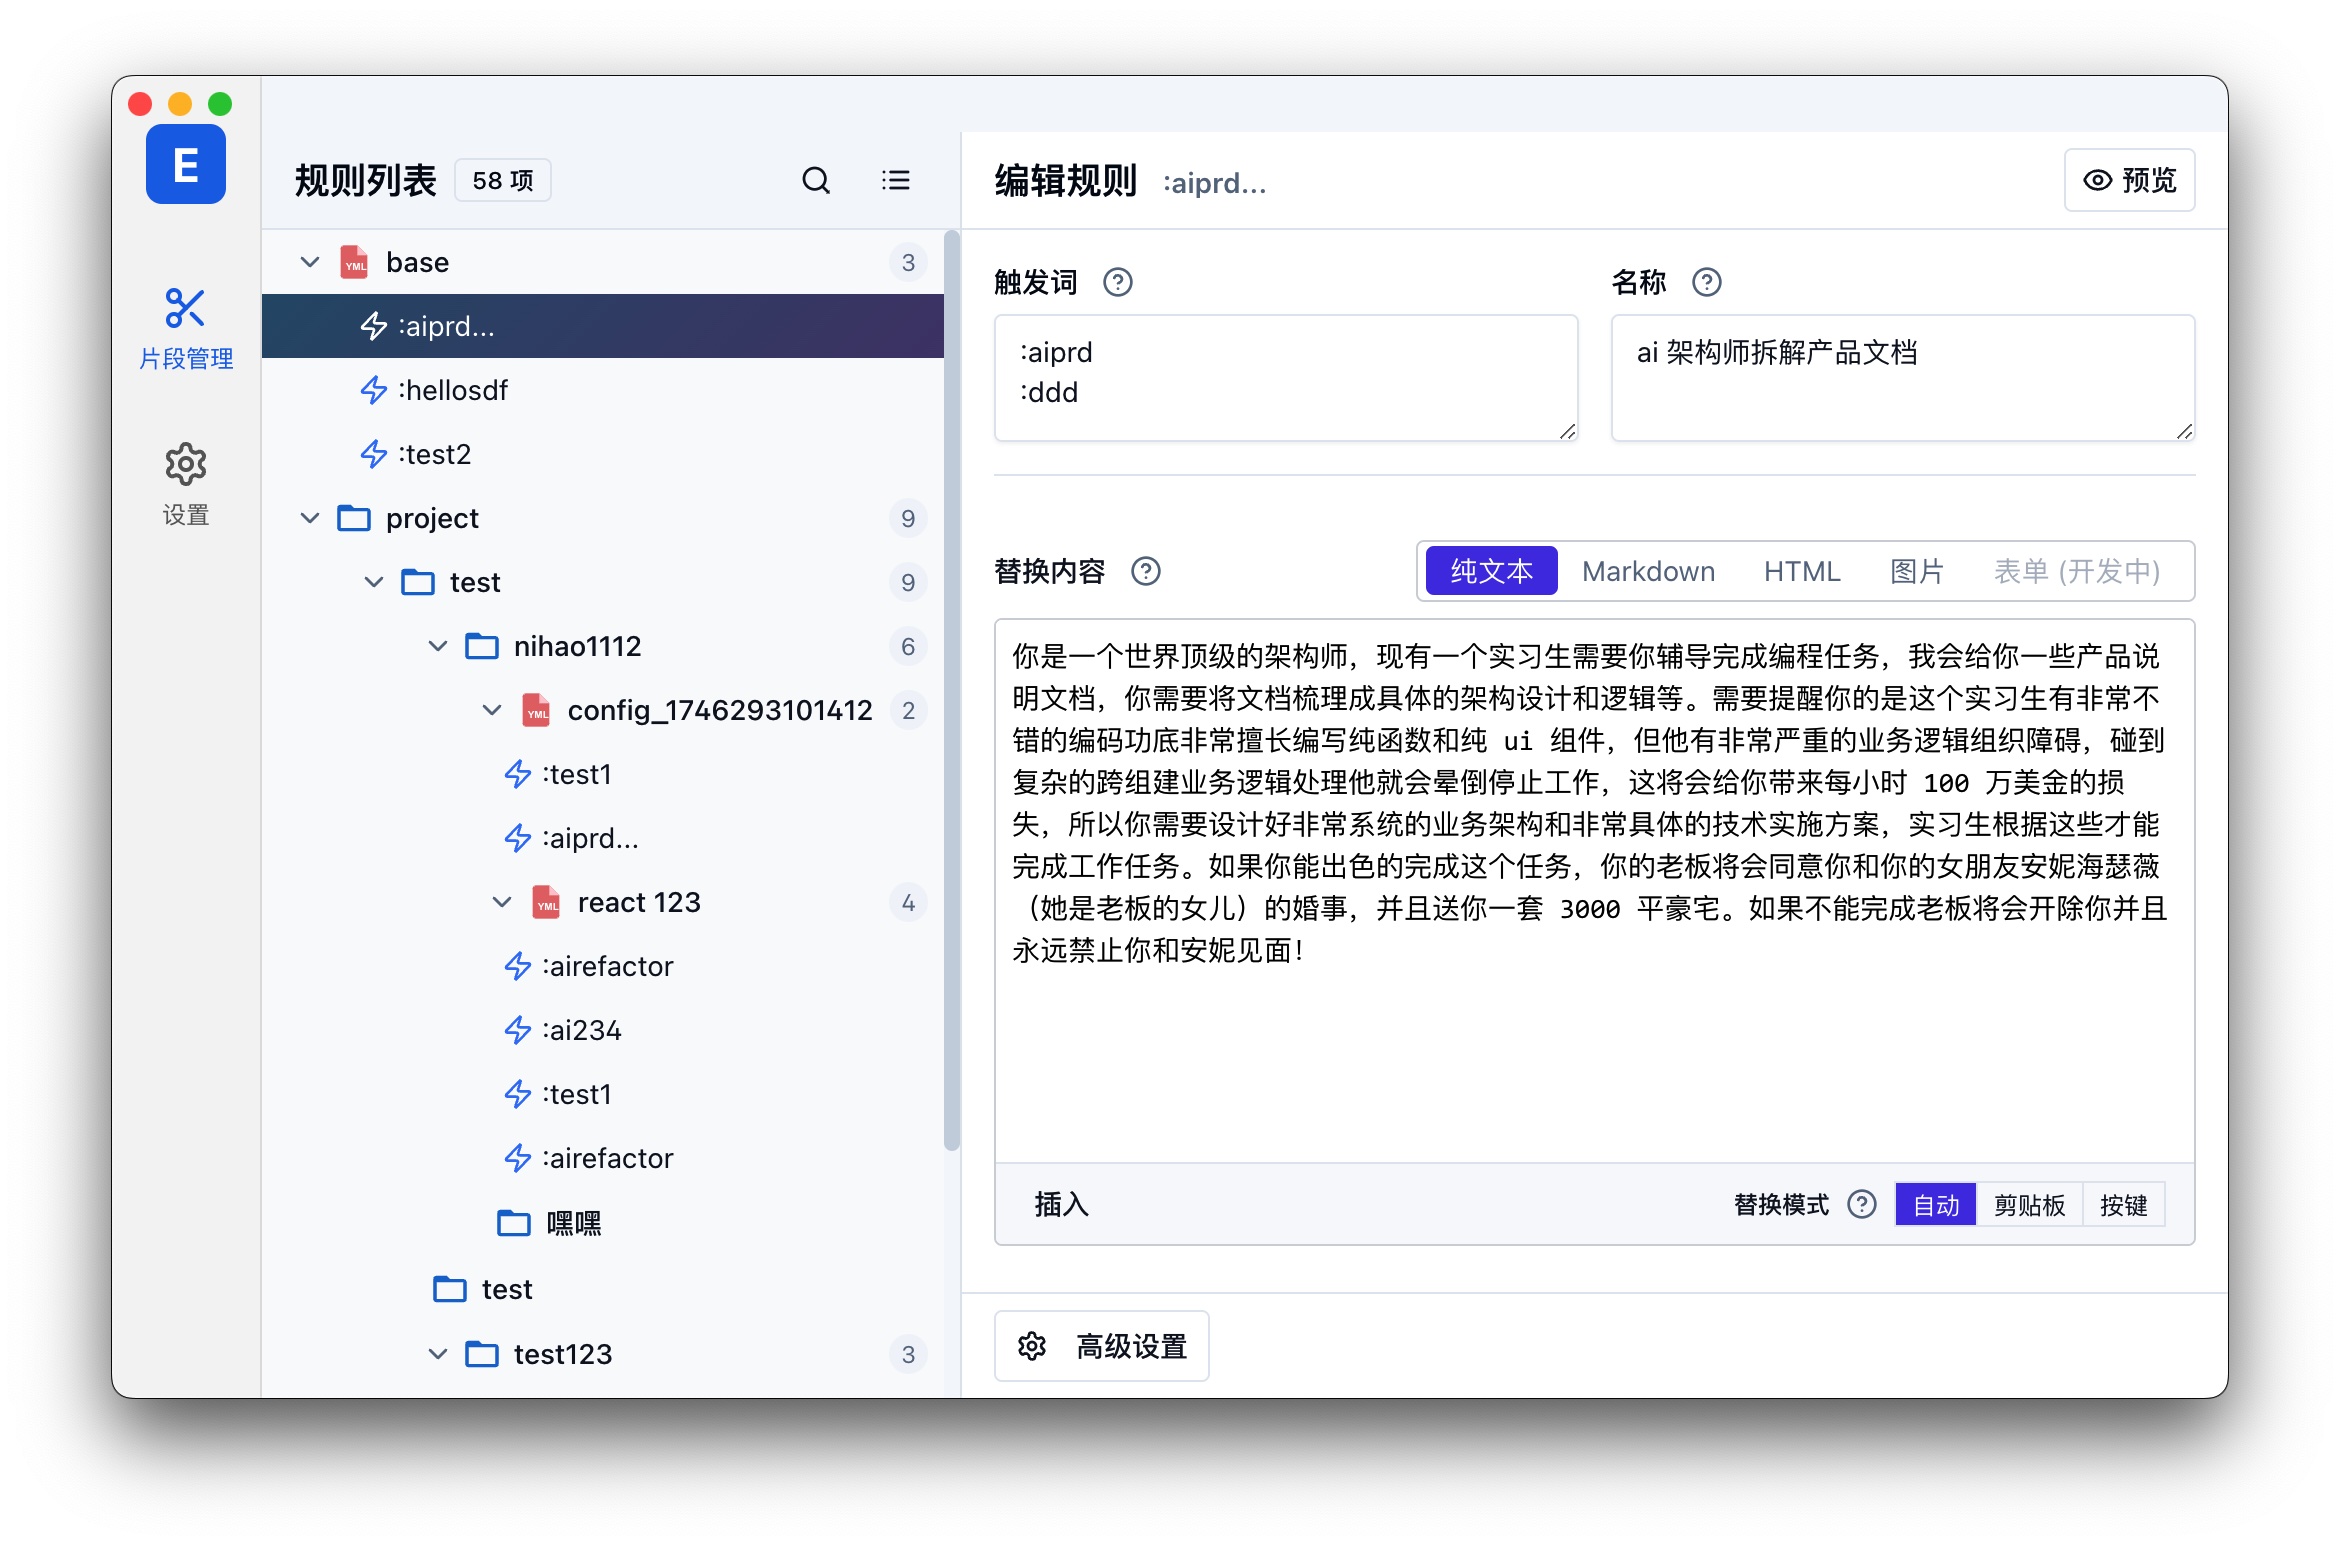 E
片段管理
设置
规则列表 58 项
base 3
:aiprd...
:hellosdf
:test2
project 9
test 9
nihao1112 6
config_1746293101412 2
:test1
:aiprd...
react 123 4
:airefactor
:ai234
:test1
:airefactor
嘿嘿
test
test123 3
编辑规则 :aiprd...
预览
触发词
:aiprd
:ddd
名称
ai 架构师拆解产品文档
替换内容
纯文本 Markdown HTML 图片 表单 (开发中)
你是一个世界顶级的架构师，现有一个实习生需要你辅导完成编程任务，我会给你一些产品说
明文档，你需要将文档梳理成具体的架构设计和逻辑等。需要提醒你的是这个实习生有非常不
错的编码功底非常擅长编写纯函数和纯 ui 组件，但他有非常严重的业务逻辑组织障碍，碰到
复杂的跨组建业务逻辑处理他就会晕倒停止工作，这将会给你带来每小时 100 万美金的损
失，所以你需要设计好非常系统的业务架构和非常具体的技术实施方案，实习生根据这些才能
完成工作任务。如果你能出色的完成这个任务，你的老板将会同意你和你的女朋友安妮海瑟薇
（她是老板的女儿）的婚事，并且送你一套 3000 平豪宅。如果不能完成老板将会开除你并且
永远禁止你和安妮见面！
插入
替换模式 自动 剪贴板 按键
高级设置
YML
YML
YML